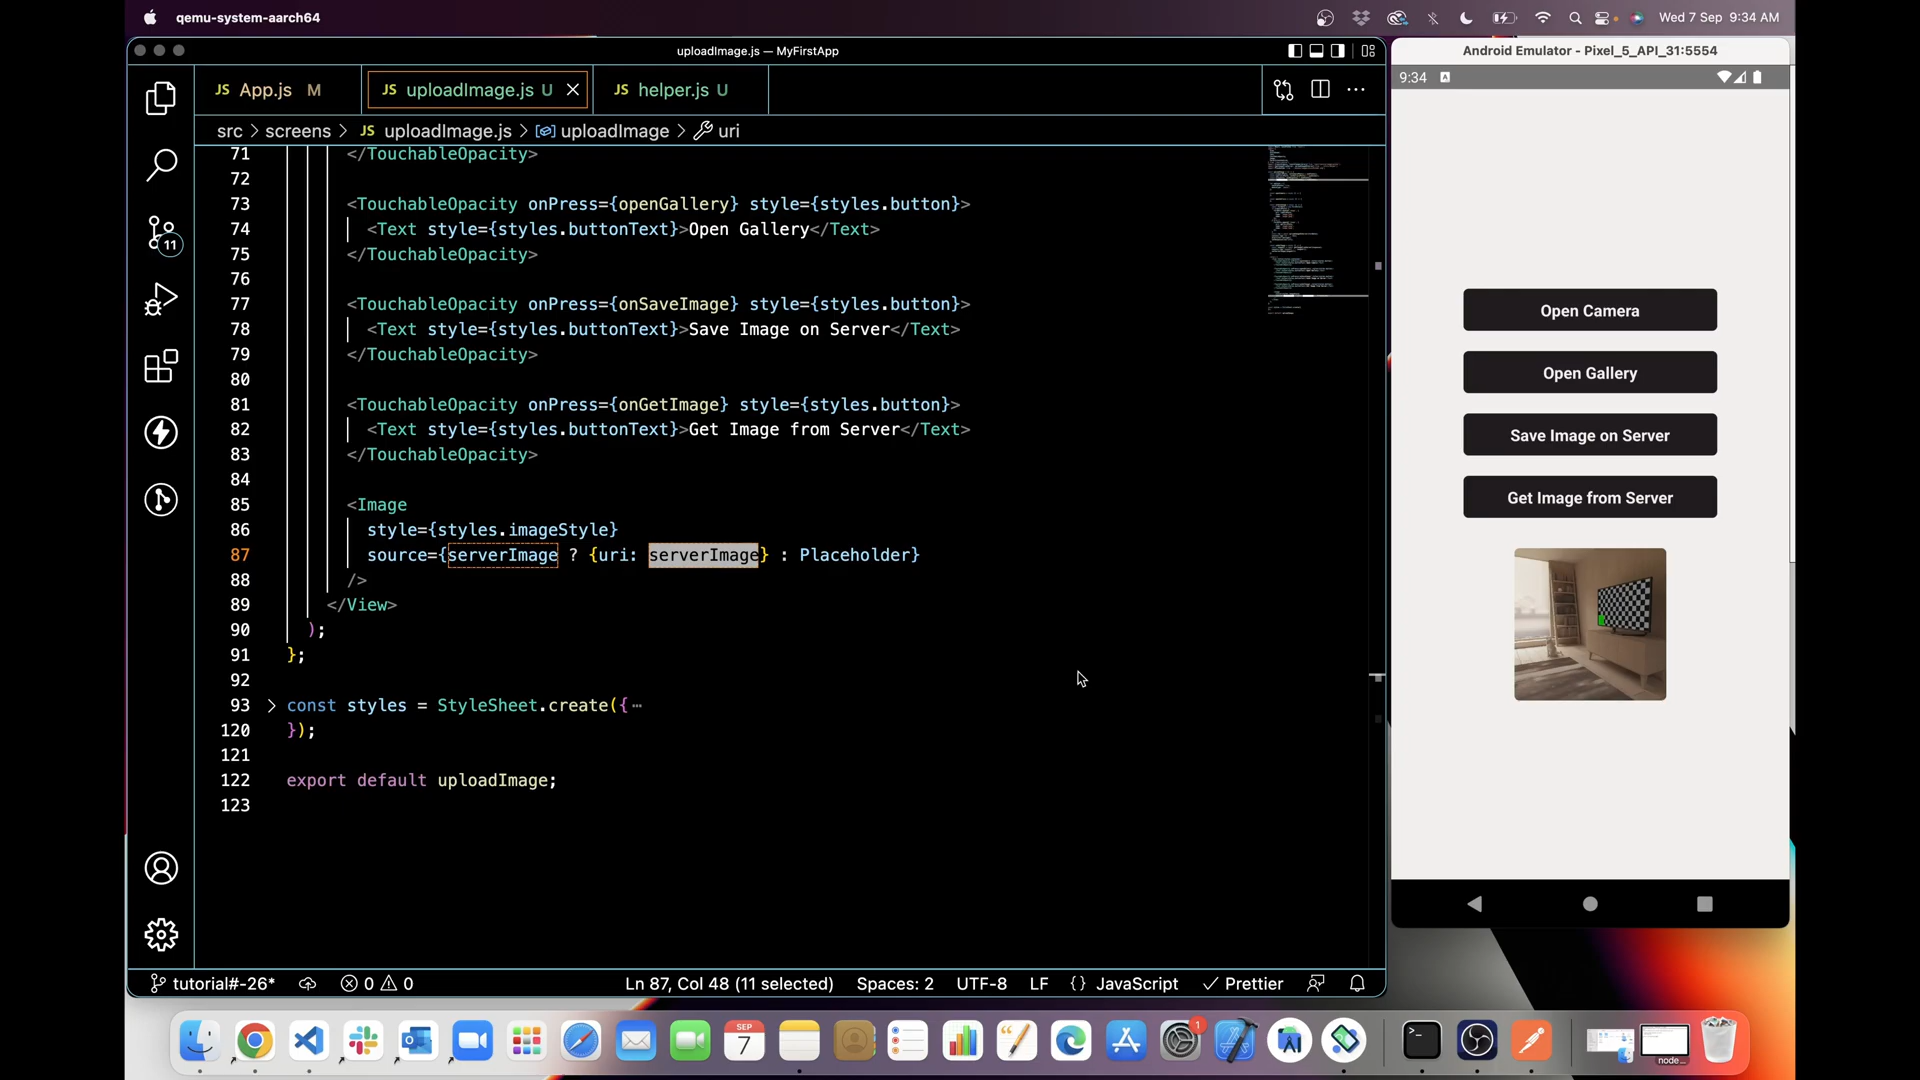 qemu-system-aarch64
Wed 7 Sep 9:34 AM
uploadImage.js — MyFirstApp
JS App.js M
JS uploadImage.js U
JS helper.js U
src > screens > JS uploadImage.js > uploadImage > uri
71 </TouchableOpacity>
72
73 <TouchableOpacity onPress={openGallery} style={styles.button}>
74 <Text style={styles.buttonText}>Open Gallery</Text>
75 </TouchableOpacity>
76
77 <TouchableOpacity onPress={onSaveImage} style={styles.button}>
78 <Text style={styles.buttonText}>Save Image on Server</Text>
79 </TouchableOpacity>
80
81 <TouchableOpacity onPress={onGetImage} style={styles.button}>
82 <Text style={styles.buttonText}>Get Image from Server</Text>
83 </TouchableOpacity>
84
85 <Image
86 style={styles.imageStyle}
87 source={serverImage ? {uri: serverImage} : Placeholder}
88 />
89 </View>
90 );
91 };
92
93 > const styles = StyleSheet.create({⋯
120 });
121
122 export default uploadImage;
123
11
tutorial#-26* 0 0 Ln 87, Col 48 (11 selected) Spaces: 2 UTF-8 LF {} JavaScript Prettier
Android Emulator - Pixel_5_API_31:5554
9:34
Open Camera
Open Gallery
Save Image on Server
Get Image from Server
SEP
7
1
node...